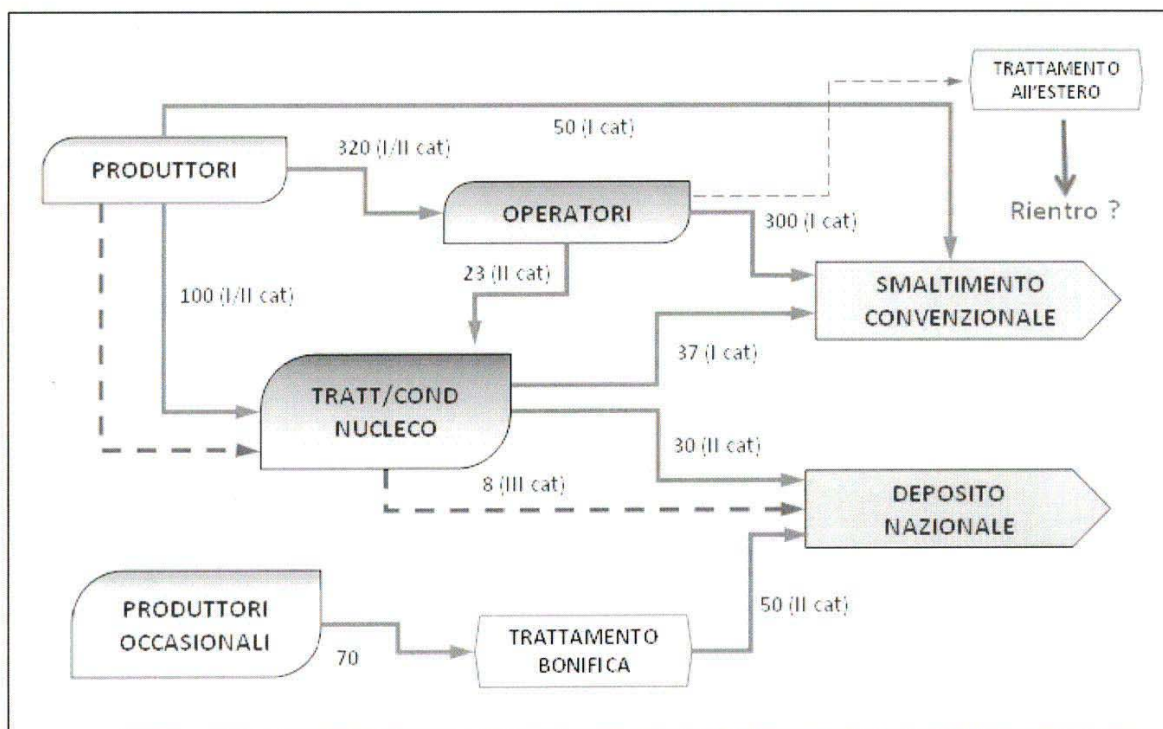 TRATTAMENTO
All'ESTERO
50 (I cat)
320 (I/II cat)
PRODUTTORI
OPERATORI
Rientro ?
300 (I cat)
23 (II cat)
SMALTIMENTO
CONVENZIONALE
100 (I/II cat)
37 (I cat)
TRATT/COND
NUCLECO
30 (II cat)
8 (III cat)
DEPOSITO
NAZIONALE
PRODUTTORI
OCCASIONALI
50 (II cat)
70
TRATTAMENTO
BONIFICA